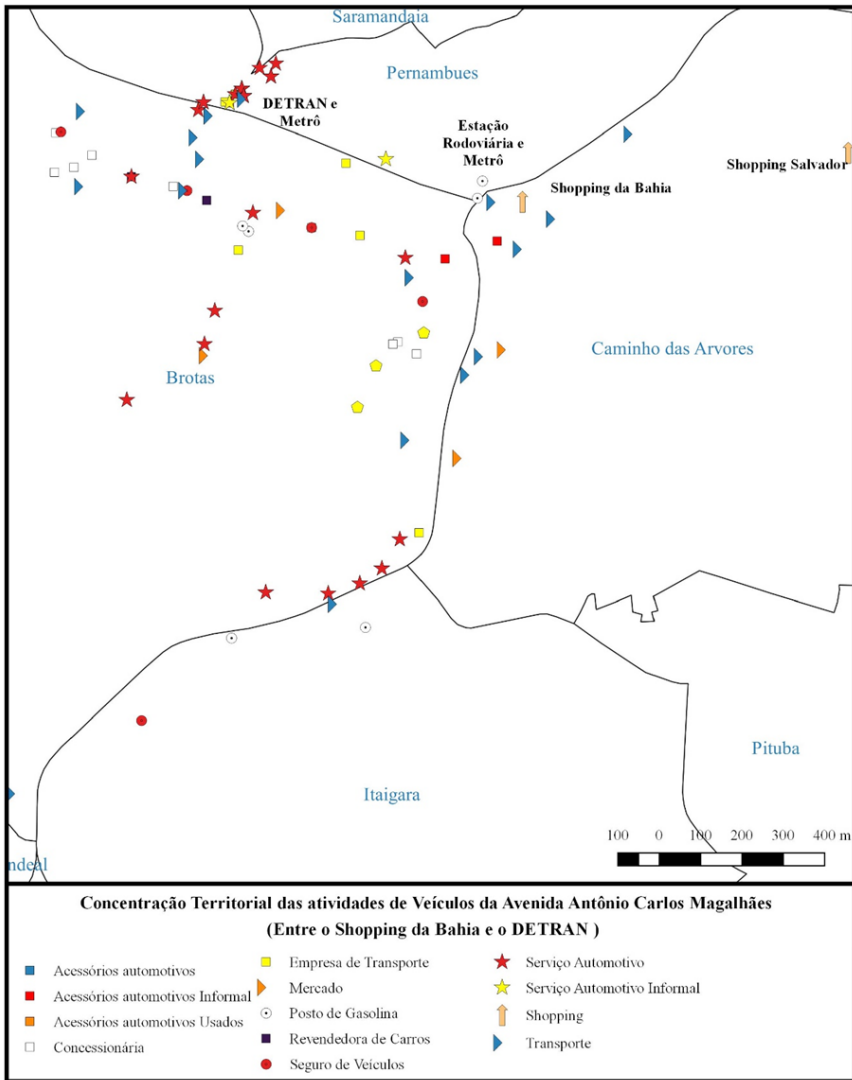 Saramandaia
Pernambues
DETRAN e
Metrô
Estação
Rodoviária e
Metrô
Shopping Salvador
Shopping da Bahia
Caminho das Arvores
Brotas
Pituba
Itaigara
100 0 100 200 300 400 m
ndeal
Concentração Territorial das atividades de Veículos da Avenida Antônio Carlos Magalhães
(Entre o Shopping da Bahia e o DETRAN )
Acessórios automotivos
Acessórios automotivos Informal
Acessórios automotivos Usados
Concessionária
Empresa de Transporte
Mercado
Posto de Gasolina
Revendedora de Carros
Seguro de Veículos
Serviço Automotivo
Serviço Automotivo Informal
Shopping
Transporte